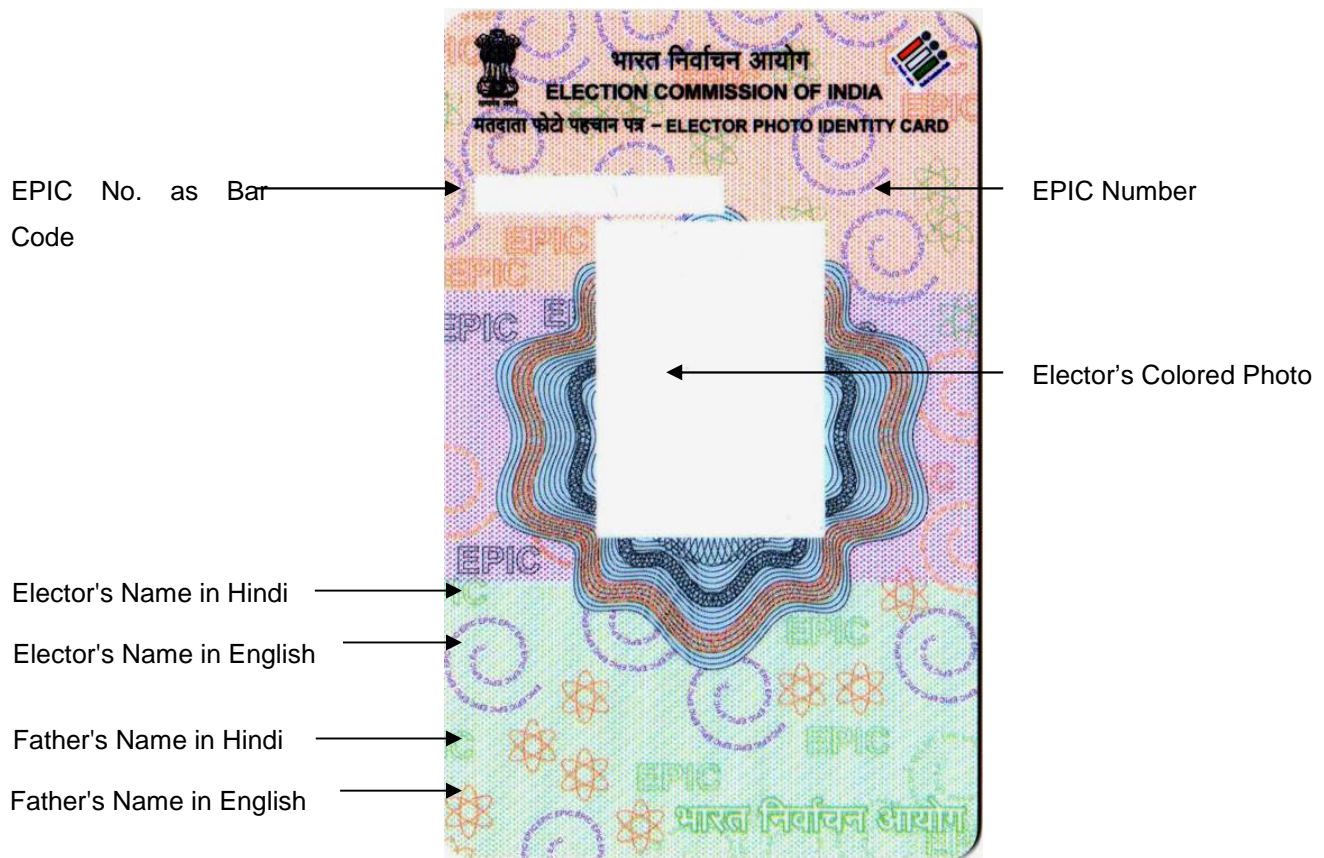 भारत निर्वाचन आयोग
ELECTION COMMISSION OF INDIA
मतदाता फोटो पहचान पत्र – ELECTOR PHOTO IDENTITY CARD
EPIC No. as Bar
Code
EPIC Number
EPIC
EPIC
EPIC
EPIC
Elector's Colored Photo
EPIC
Elector's Name in Hindi
EPIC
Elector's Name in English
Father's Name in Hindi
EPIC
EPIC
Father's Name in English
भारत निर्वाचन आयोग